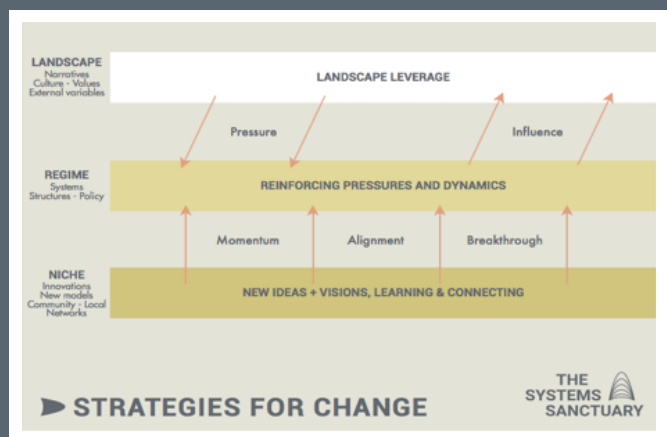 LANDSCAPE
Narratives
Culture - Values
External variables
LANDSCAPE LEVERAGE
Pressure
Influence
REGIME
Systems
Structures - Policy
REINFORCING PRESSURES AND DYNAMICS
Momentum
Alignment
Breakthrough
NICHE
Innovations
New models
Community - Local
Networks
NEW IDEAS + VISIONS, LEARNING & CONNECTING
STRATEGIES FOR CHANGE
THE
SYSTEMS
SANCTUARY